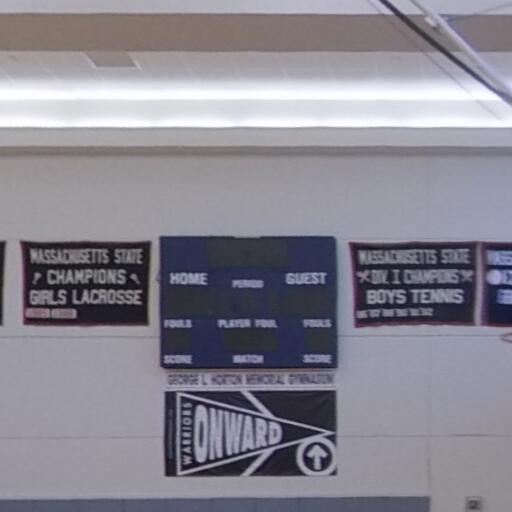 MASSACHUSETTS STATE
CHAMPIONS
GIRLS LACROSSE
HOME PERIOD GUEST
FOULS PLAYER FOUL FOULS
SCORE MATCH SCORE
GEORGE L. HORTON MEMORIAL GYMNASIUM
WARRIORS ONWARD
MASSACHUSETTS STATE
DIV. I CHAMPIONS
BOYS TENNIS